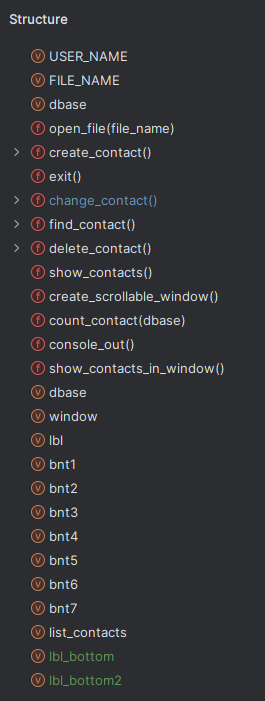 Structure
v USER_NAME
v FILE_NAME
v dbase
f open_file(file_name)
f create_contact()
f exit()
f change_contact()
f find_contact()
f delete_contact()
f show_contacts()
f create_scrollable_window()
f count_contact(dbase)
f console_out()
f show_contacts_in_window()
v dbase
v window
v lbl
v bnt1
v bnt2
v bnt3
v bnt4
v bnt5
v bnt6
v bnt7
v list_contacts
v lbl_bottom
v lbl_bottom2